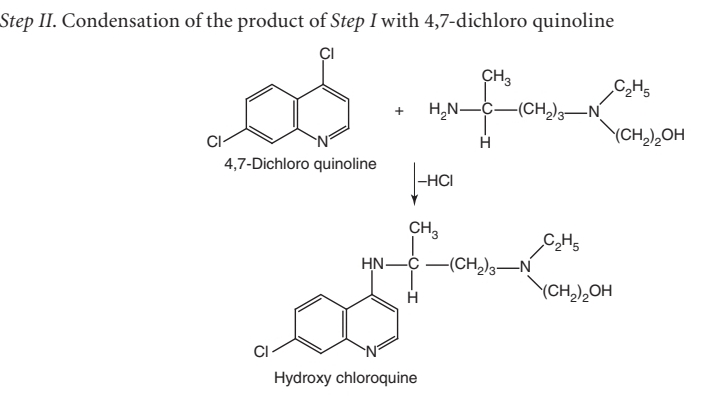 Step II. Condensation of the product of Step I with 4,7-dichloro quinoline
Cl
Cl
N
4,7-Dichloro quinoline
+
CH₃
H₂N—C—(CH₂)₃—N
H
C₂H₅
(CH₂)₂OH
–HCl
CH₃
HN—C—(CH₂)₃—N
H
C₂H₅
(CH₂)₂OH
Cl
N
Hydroxy chloroquine